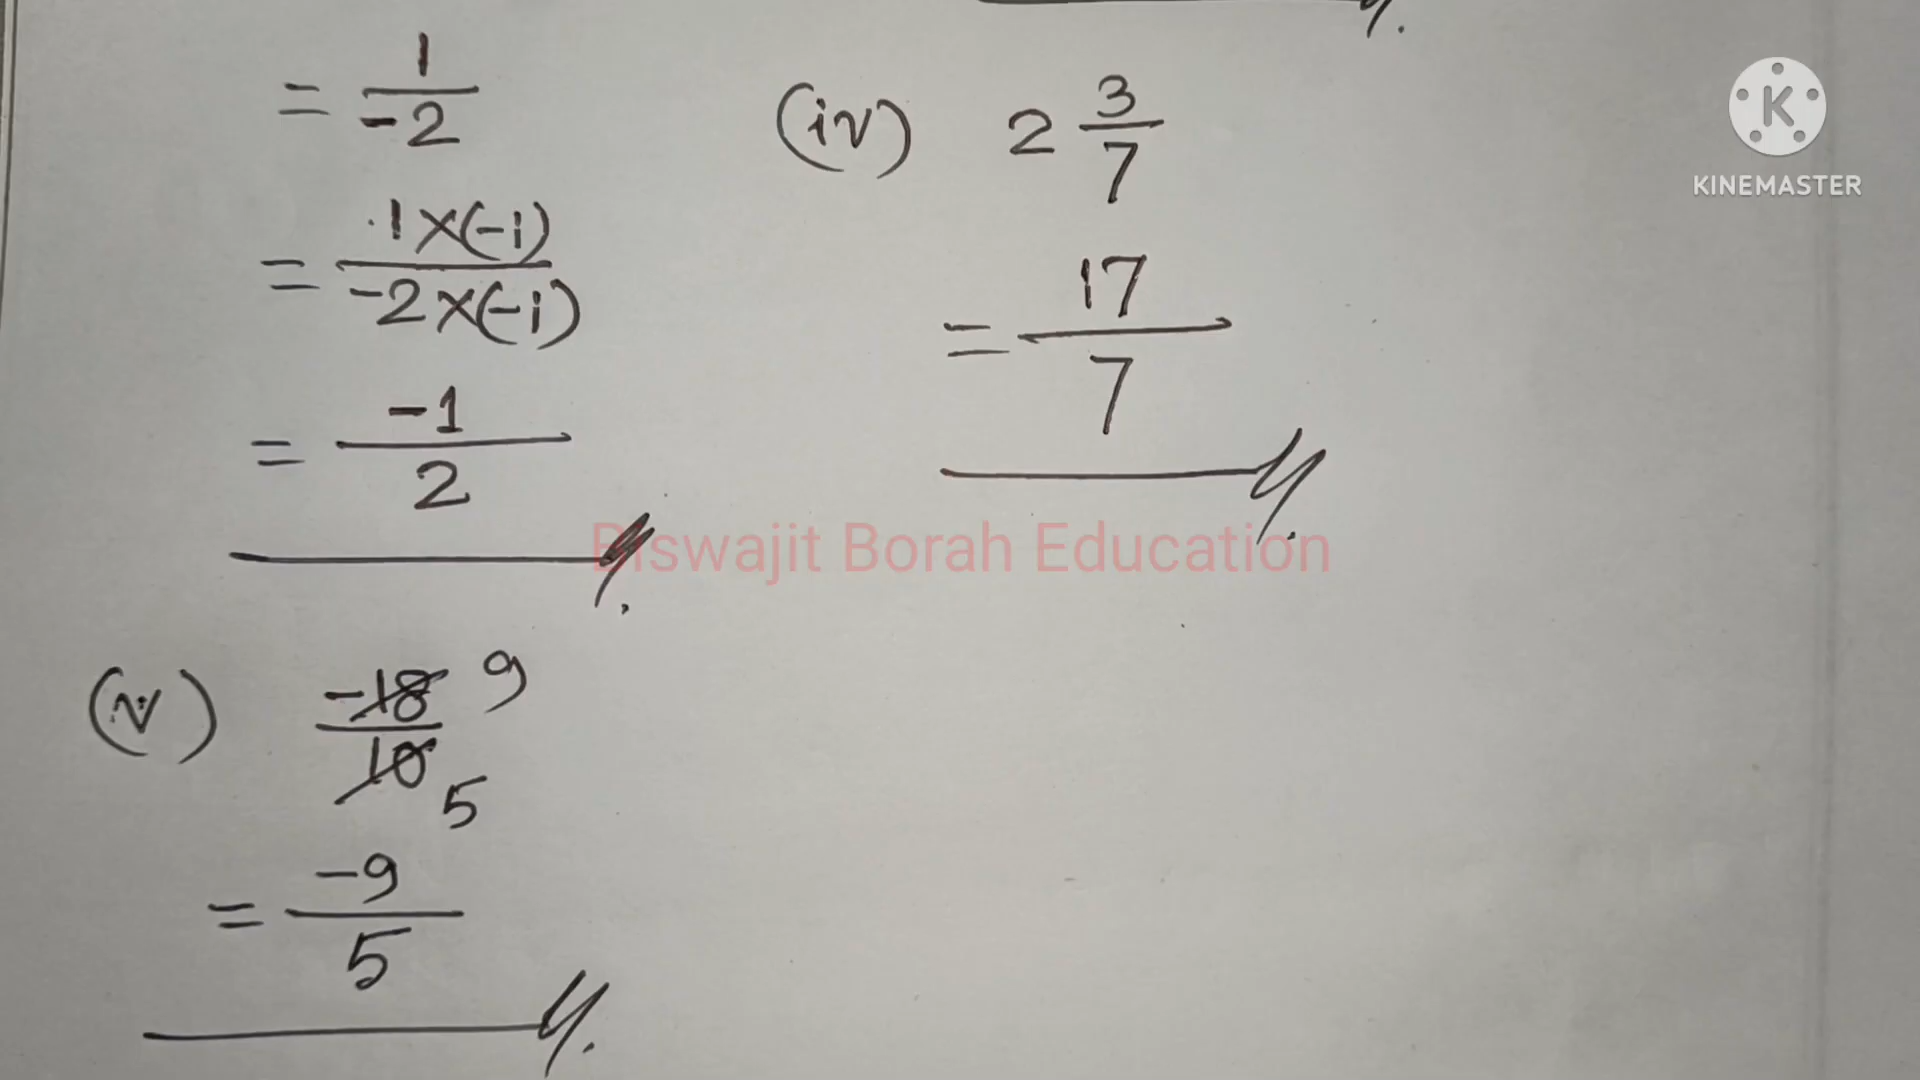 = 1/-2
= 1×(-1)/-2×(-1)
= -1/2
(iv) 2 3/7
= 17/7
(v) -18/10 9 5
= -9/5
KINEMASTER
Biswajit Borah Education